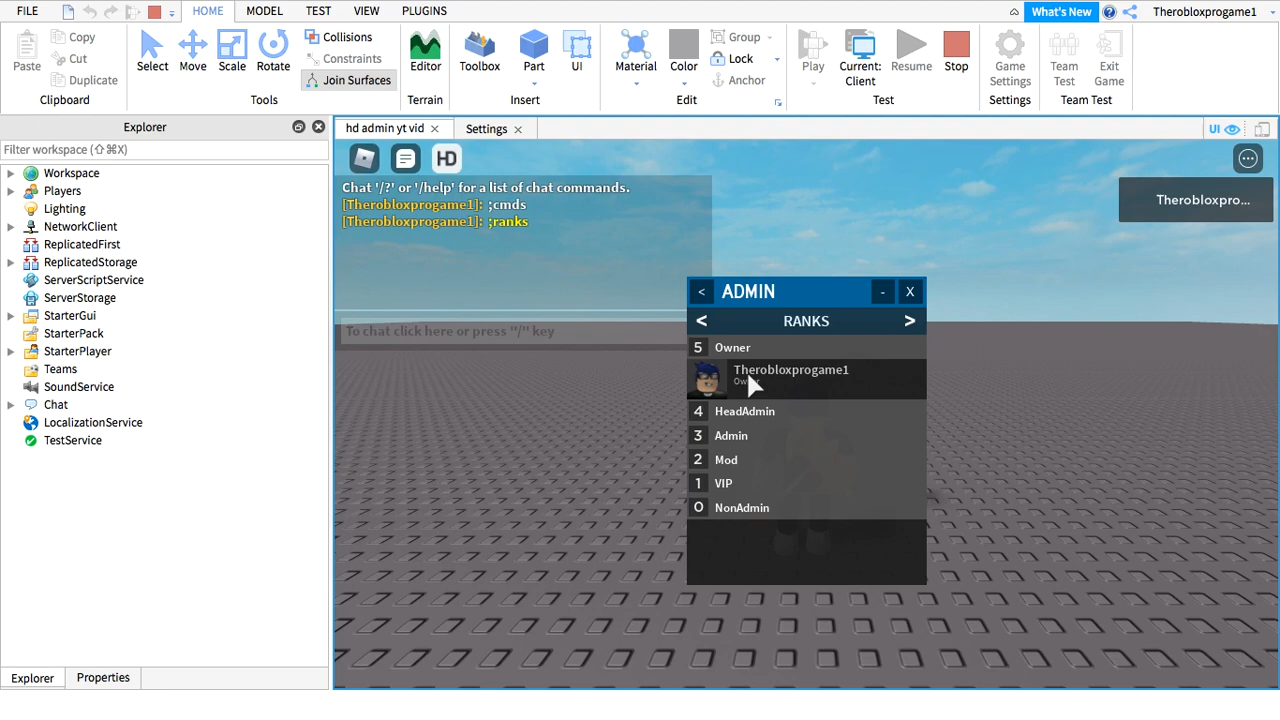 FILE HOME MODEL TEST VIEW PLUGINS What's New Therobloxprogame1
Paste Copy Cut Duplicate Select Move Scale Rotate Collisions Constraints Join Surfaces Editor Toolbox Part UI Material Color Group Lock Anchor Play Current: Client Resume Stop Game Settings Team Test Exit Game
Clipboard Tools Terrain Insert Edit Test Settings Team Test
Explorer
hd admin yt vid
Settings
UI
Filter workspace (⇧⌘X)
Workspace
Players
Lighting
NetworkClient
ReplicatedFirst
ReplicatedStorage
ServerScriptService
ServerStorage
StarterGui
StarterPack
StarterPlayer
Teams
SoundService
Chat
LocalizationService
TestService
Explorer Properties
HD
Chat '/?' or '/help' for a list of chat commands.
[Therobloxprogame1]: ;cmds
[Therobloxprogame1]: ;ranks
To chat click here or press "/" key
Therobloxpro...
< ADMIN - X
< RANKS >
5 Owner
Therobloxprogame1
Owner
4 HeadAdmin
3 Admin
2 Mod
1 VIP
0 NonAdmin